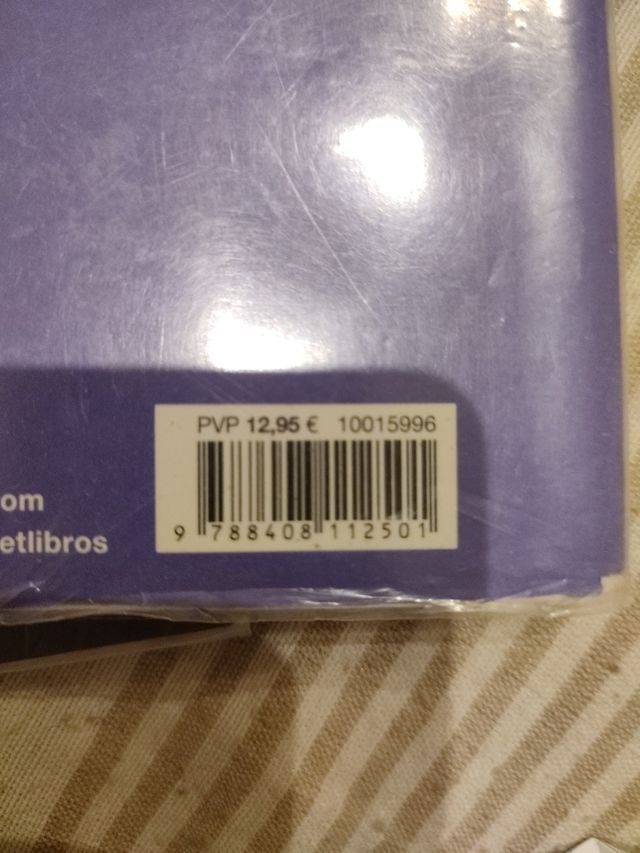 PVP 12,95 € 10015996
om
etlibros
9 788408 112501